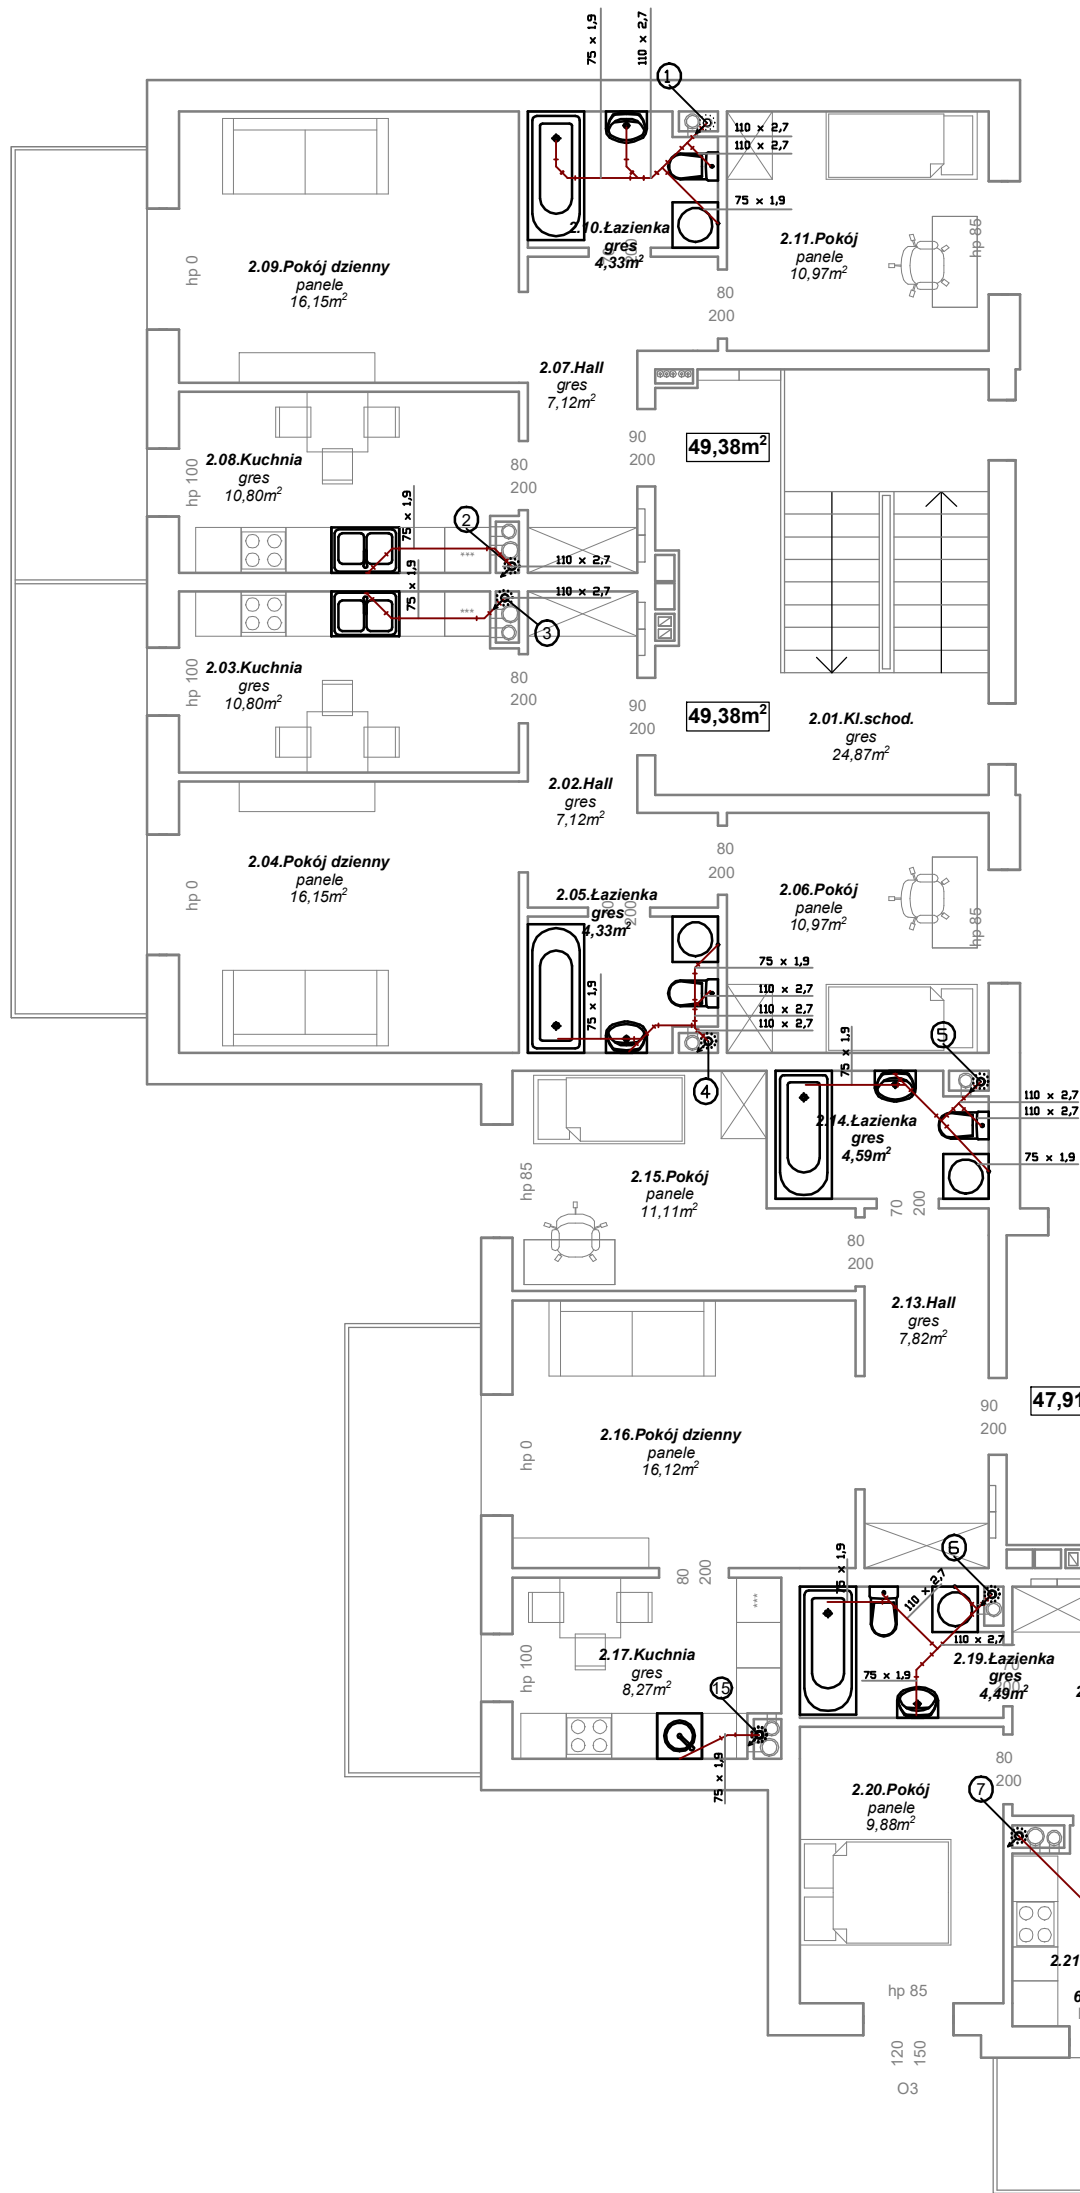 75 x 1,9
110 x 2,7
1
110 x 2,7
110 x 2,7
75 x 1,9
2.10.Łazienka
gres
4,33m²
2.11.Pokój
panele
10,97m²
hp 85
2.09.Pokój dzienny
panele
16,15m²
hp 0
80
200
2.07.Hall
gres
7,12m²
90
200
49,38m²
2.08.Kuchnia
gres
10,80m²
hp 100
80
200
75 x 1,9
2
***
110 x 2,7
75 x 1,9
***
110 x 2,7
3
2.03.Kuchnia
gres
10,80m²
hp 100
80
200
90
200
49,38m²
2.01.Kl.schod.
gres
24,87m²
2.02.Hall
gres
7,12m²
80
200
2.04.Pokój dzienny
panele
16,15m²
hp 0
2.05.Łazienka
gres
4,33m²
200
2.06.Pokój
panele
10,97m²
hp 85
75 x 1,9
75 x 1,9
110 x 2,7
110 x 2,7
110 x 2,7
4
75 x 1,9
5
110 x 2,7
110 x 2,7
75 x 1,9
2.14.Łazienka
gres
4,59m²
70
200
2.15.Pokój
panele
11,11m²
hp 85
80
200
2.13.Hall
gres
7,82m²
90
200
47,91
2.16.Pokój dzienny
panele
16,12m²
hp 0
80
200
75 x 1,9
6
110 x 2,7
***
110 x 2,7
75 x 1,9
2.19.Łazienka
gres
4,49m²
70
200
2.17.Kuchnia
gres
8,27m²
hp 100
15
75 x 1,9
80
200
7
2.20.Pokój
panele
9,88m²
2.21
6
hp 85
120
150
O3